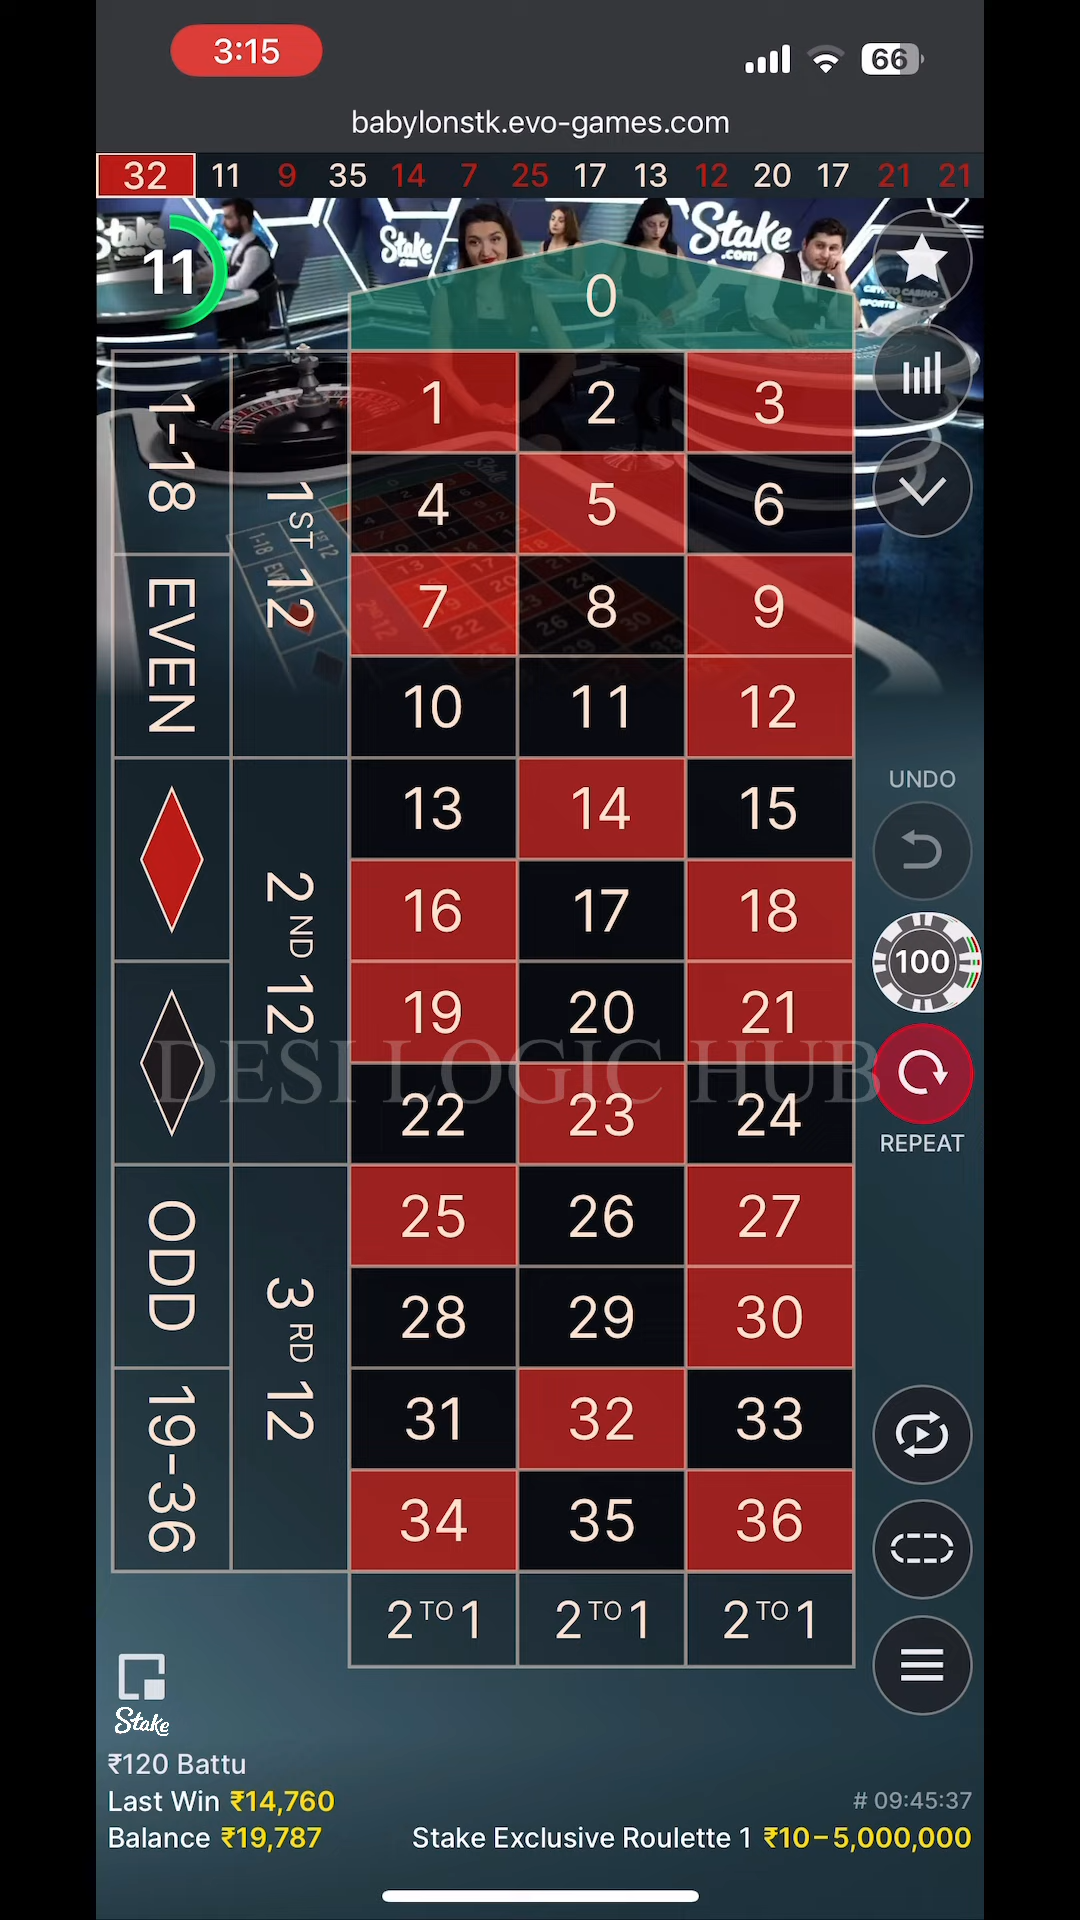 3:15
66
babylonstk.evo-games.com
32 11 9 35 14 7 25 17 13 12 20 17 21 21
Stake
11
Stake
.com
Stake
.com
CRYPTO CASINO
0
1-18
EVEN
ODD
19-36
1ST 12
2ND 12
3RD 12
1 2 3
4 5 6
7 8 9
10 11 12
13 14 15
16 17 18
19 20 21
22 23 24
25 26 27
28 29 30
31 32 33
34 35 36
2 TO 1 2 TO 1 2 TO 1
UNDO
100
REPEAT
DESI LOGIC HUB
Stake
₹120 Battu
Last Win ₹14,760
# 09:45:37
Balance ₹19,787
Stake Exclusive Roulette 1 ₹10–5,000,000